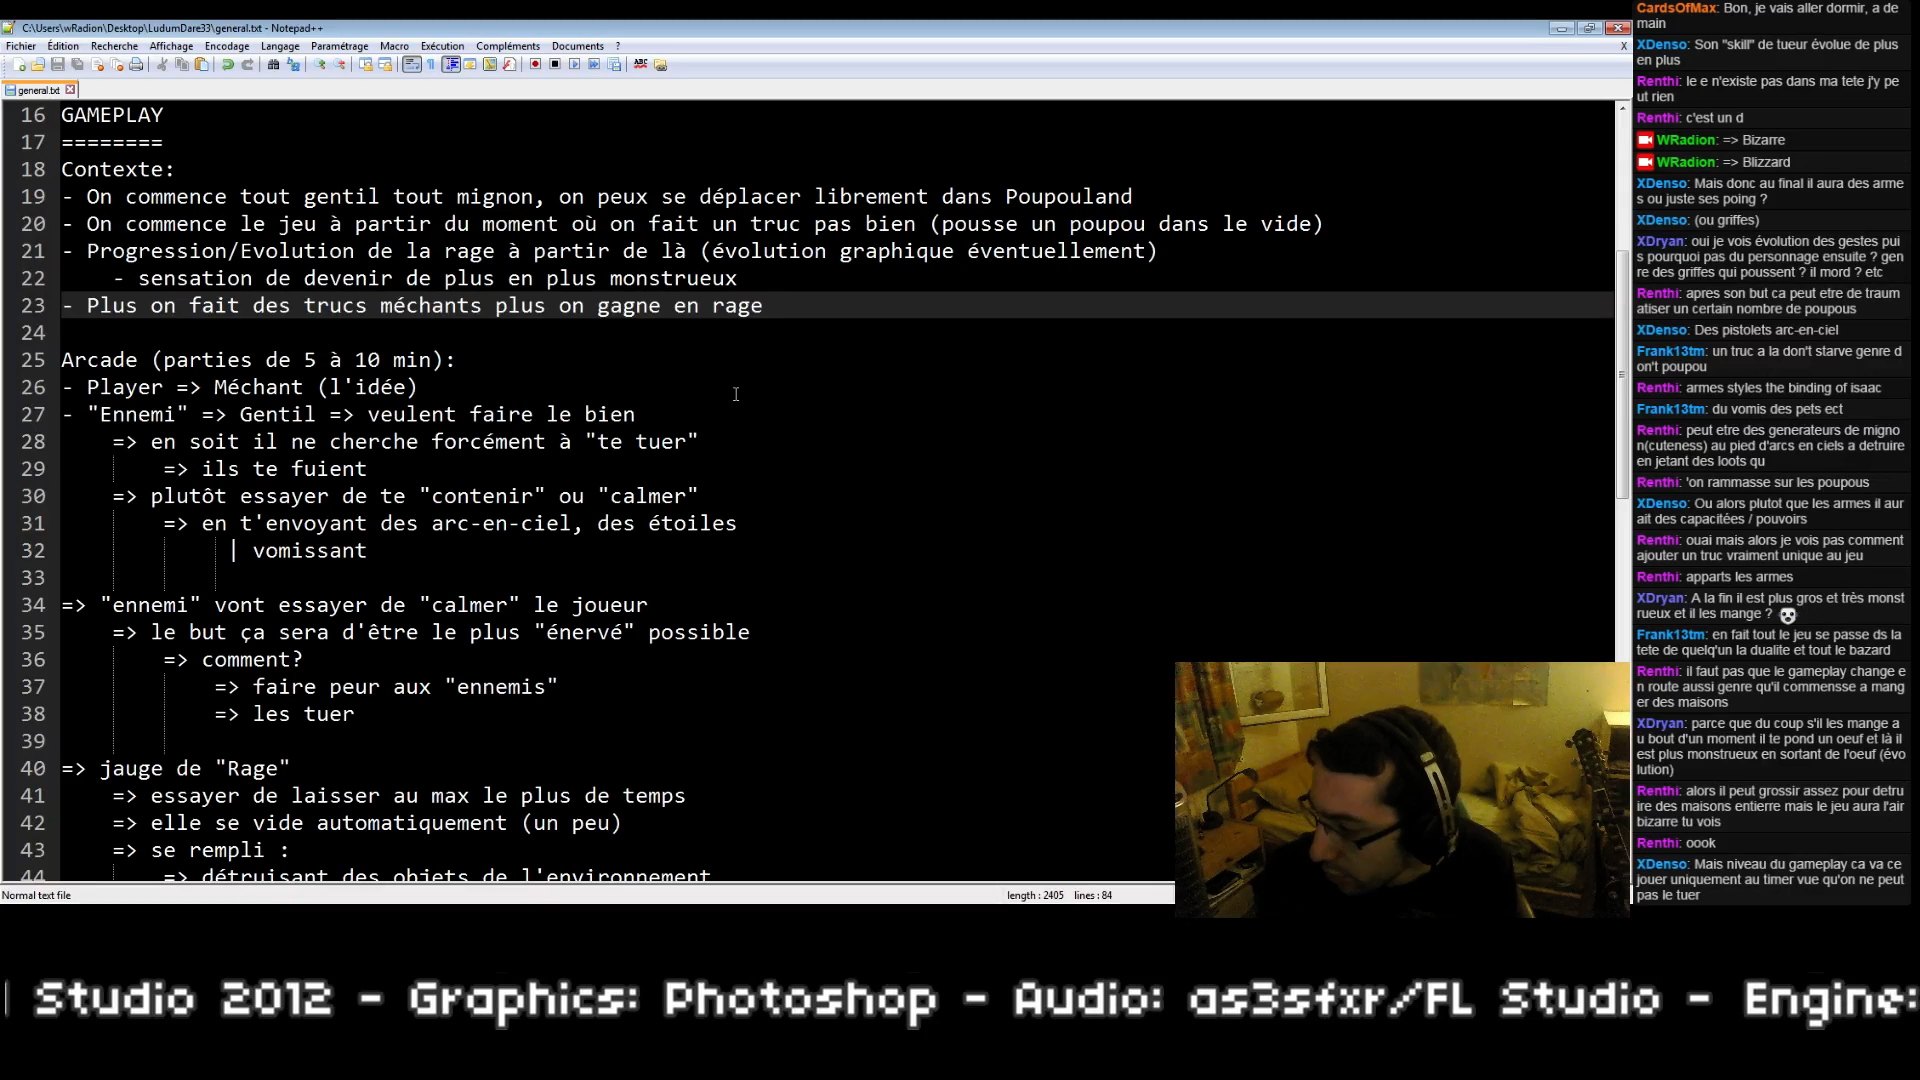 C:\Users\wRadion\Desktop\LudumDare33\general.txt - Notepad++
Fichier Édition Recherche Affichage Encodage Langage Paramétrage Macro Exécution Compléments Documents ? X
general.txt
16 GAMEPLAY
17 ========
18 Contexte:
19 - On commence tout gentil tout mignon, on peux se déplacer librement dans Poupouland
20 - On commence le jeu à partir du moment où on fait un truc pas bien (pousse un poupou dans le vide)
21 - Progression/Evolution de la rage à partir de là (évolution graphique éventuellement)
22 - sensation de devenir de plus en plus monstrueux
23 - Plus on fait des trucs méchants plus on gagne en rage
24
25 Arcade (parties de 5 à 10 min):
26 - Player => Méchant (l'idée)
27 - "Ennemi" => Gentil => veulent faire le bien
28 => en soit il ne cherche forcément à "te tuer"
29 => ils te fuient
30 => plutôt essayer de te "contenir" ou "calmer"
31 => en t'envoyant des arc-en-ciel, des étoiles
32 | vomissant
33
34 => "ennemi" vont essayer de "calmer" le joueur
35 => le but ça sera d'être le plus "énervé" possible
36 => comment?
37 => faire peur aux "ennemis"
38 => les tuer
39
40 => jauge de "Rage"
41 => essayer de laisser au max le plus de temps
42 => elle se vide automatiquement (un peu)
43 => se rempli :
44 => détruisant des objets de l'environnement
Normal text file length : 2405 lines : 84
CardsOfMax: Bon, je vais aller dormir, a de
main
XDenso: Son "skill" de tueur évolue de plus
en plus
Renthi: le e n'existe pas dans ma tete j'y pe
ut rien
Renthi: c'est un d
WRadion: => Bizarre
WRadion: => Blizzard
XDenso: Mais donc au final il aura des arme
s ou juste ses poing ?
XDenso: (ou griffes)
XDryan: oui je vois évolution des gestes pui
s pourquoi pas du personnage ensuite ? gen
re des griffes qui poussent ? il mord ? etc
Renthi: apres son but ca peut etre de traum
atiser un certain nombre de poupous
XDenso: Des pistolets arc-en-ciel
Frank13tm: un truc a la don't starve genre d
on't poupou
Renthi: armes styles the binding of isaac
Frank13tm: du vomis des pets ect
Renthi: peut etre des generateurs de migno
n(cuteness) au pied d'arcs en ciels a detruire
en jetant des loots qu
Renthi: 'on rammasse sur les poupous
XDenso: Ou alors plutot que les armes il aur
ait des capacitées / pouvoirs
Renthi: ouai mais alors je vois pas comment
ajouter un truc vraiment unique au jeu
Renthi: apparts les armes
XDryan: A la fin il est plus gros et très monst
rueux et il les mange ?
Frank13tm: en fait tout le jeu se passe ds la
tete de quelq'un la dualite et tout le bazard
Renthi: il faut pas que le gameplay change e
n route aussi genre qu'il commensse a mang
er des maisons
XDryan: parce que du coup s'il les mange a
u bout d'un moment il te pond un oeuf et là il
est plus monstrueux en sortant de l'oeuf (évo
lution)
Renthi: alors il peut grossir assez pour detru
ire des maisons entierre mais le jeu aura l'air
bizarre tu vois
Renthi: oook
XDenso: Mais niveau du gameplay ca va ce
jouer uniquement au timer vue qu'on ne peut
pas le tuer
Studio 2012 - Graphics: Photoshop - Audio: as3sfxr/FL Studio - Engine: